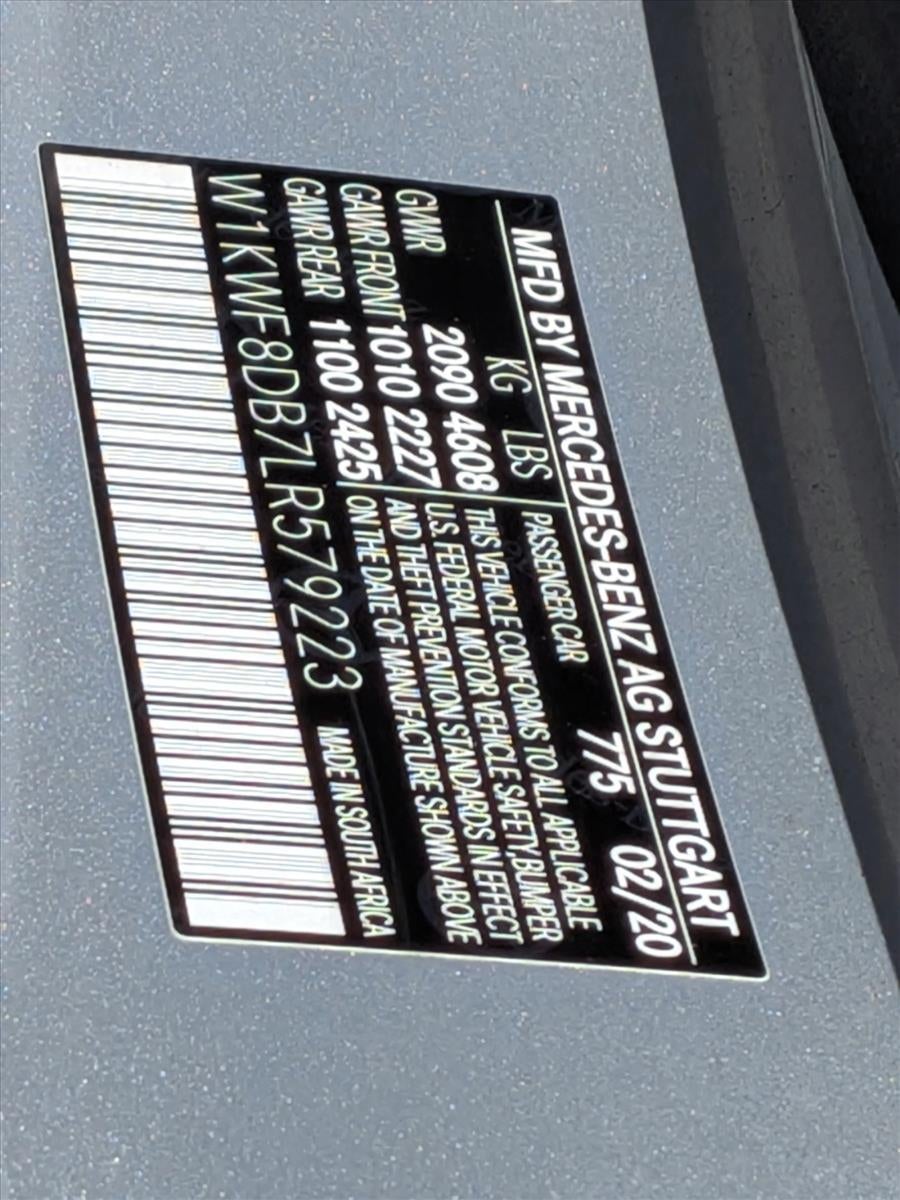 MFD BY MERCEDES-BENZ AG STUTTGART
775 02/20
KG LBS
GVWR 2090 4608
GAWR FRONT 1010 2227
GAWR REAR 1100 2425
PASSENGER CAR
THIS VEHICLE CONFORMS TO ALL APPLICABLE
U.S. FEDERAL MOTOR VEHICLE SAFETY, BUMPER
AND THEFT PREVENTION STANDARDS IN EFFECT
ON THE DATE OF MANUFACTURE SHOWN ABOVE
W1KWF8DB7LR579223 MADE IN SOUTH AFRICA